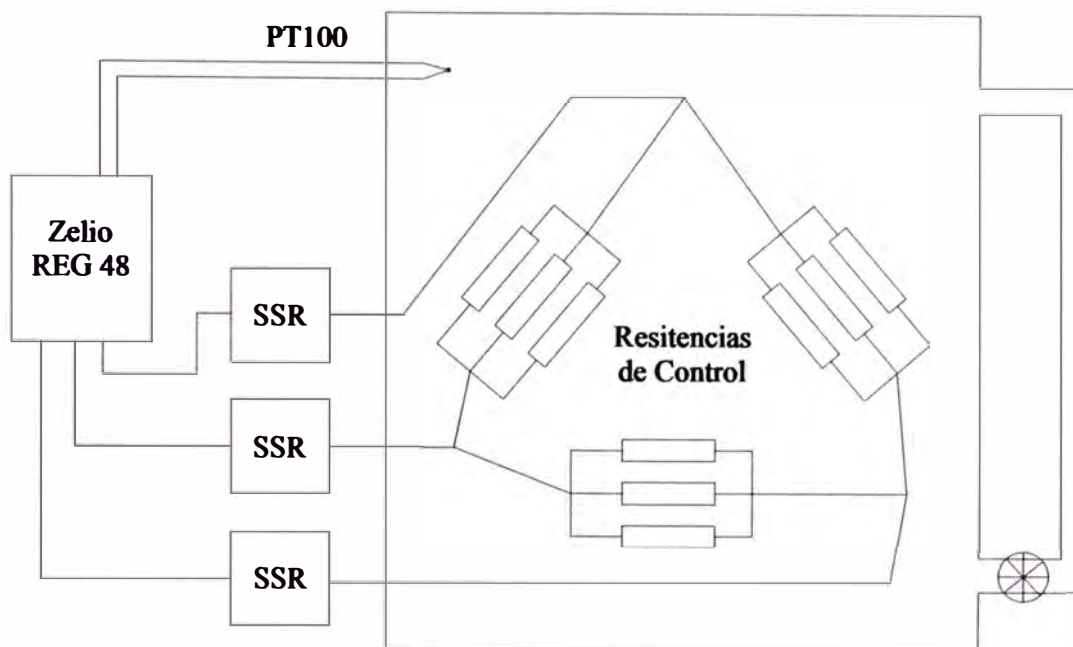 PT100
Zelio
REG 48
SSR
Resitencias
de Control
SSR
SSR